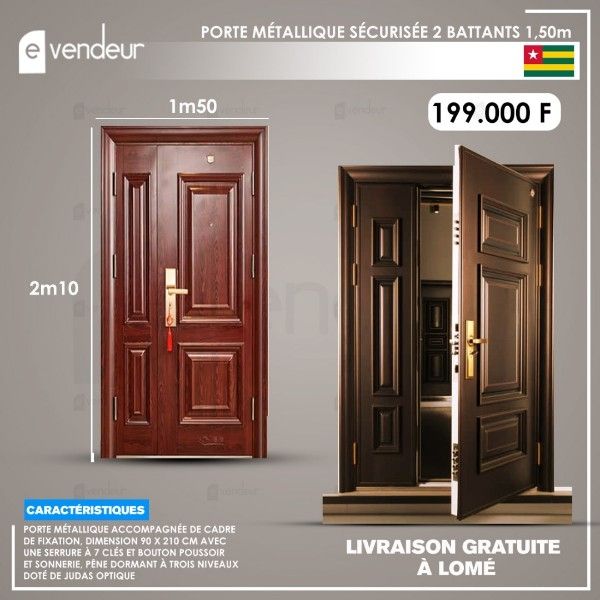 e vendeur
PORTE MÉTALLIQUE SÉCURISÉE 2 BATTANTS 1,50m
199.000 F
1m50
2m10
CARACTÉRISTIQUES
PORTE MÉTALLIQUE ACCOMPAGNÉE DE CADRE
DE FIXATION, DIMENSION 90 X 210 CM AVEC
UNE SERRURE À 7 CLÉS ET BOUTON POUSSOIR
ET SONNERIE, PÊNE DORMANT À TROIS NIVEAUX
DOTÉ DE JUDAS OPTIQUE
LIVRAISON GRATUITE
À LOMÉ